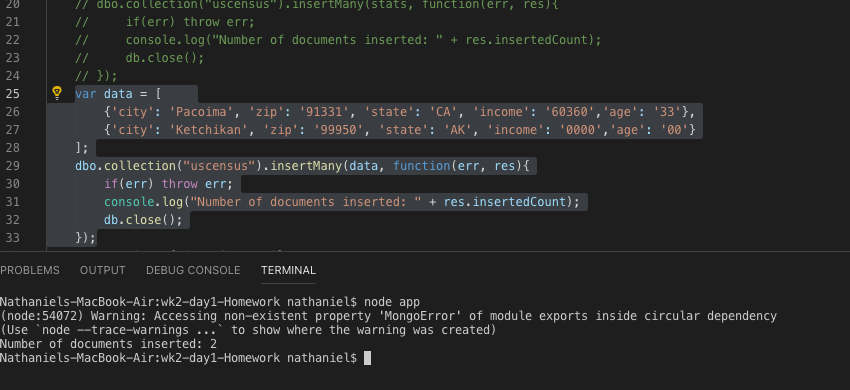 20 // dbo.collection("uscensus").insertMany(stats, function(err, res){
21 //     if(err) throw err;
22 //     console.log("Number of documents inserted: " + res.insertedCount);
23 //     db.close();
24 // });
25 var data = [
26     {'city': 'Pacoima', 'zip': '91331', 'state': 'CA', 'income': '60360','age': '33'},
27     {'city': 'Ketchikan', 'zip': '99950', 'state': 'AK', 'income': '0000','age': '00'}
28 ];
29 dbo.collection("uscensus").insertMany(data, function(err, res){
30     if(err) throw err;
31     console.log("Number of documents inserted: " + res.insertedCount);
32     db.close();
33 });
PROBLEMS OUTPUT DEBUG CONSOLE TERMINAL
Nathaniels-MacBook-Air:wk2-day1-Homework nathaniel$ node app
(node:54072) Warning: Accessing non-existent property 'MongoError' of module exports inside circular dependency
(Use `node --trace-warnings ...` to show where the warning was created)
Number of documents inserted: 2
Nathaniels-MacBook-Air:wk2-day1-Homework nathaniel$